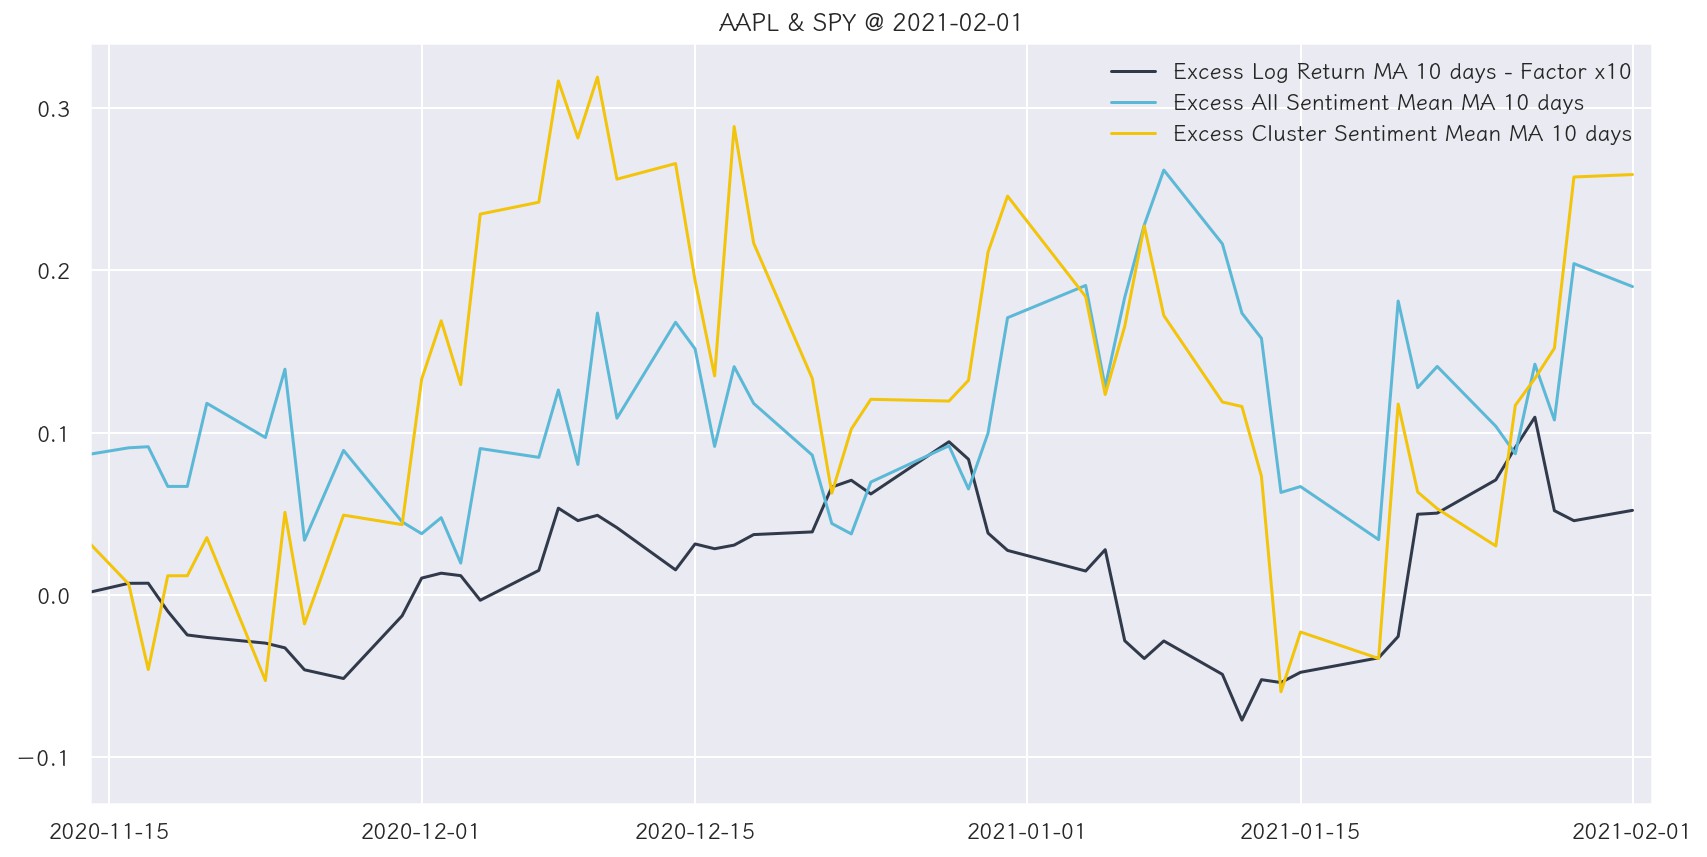 AAPL & SPY @ 2021-02-01
Excess Log Return MA 10 days - Factor x10
Excess All Sentiment Mean MA 10 days
Excess Cluster Sentiment Mean MA 10 days
0.3
0.2
0.1
0.0
−0.1
2020-11-15 2020-12-01 2020-12-15 2021-01-01 2021-01-15 2021-02-01